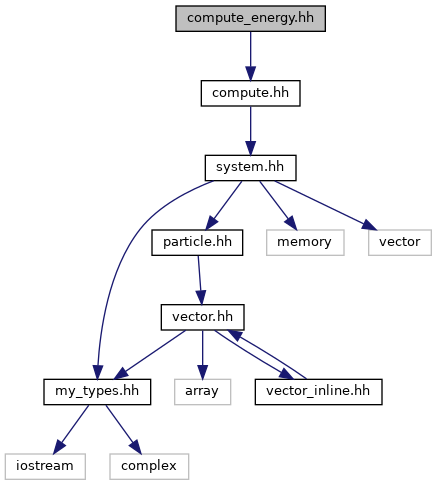 compute_energy.hh
compute.hh
system.hh
particle.hh
memory
vector
vector.hh
my_types.hh
array
vector_inline.hh
iostream
complex